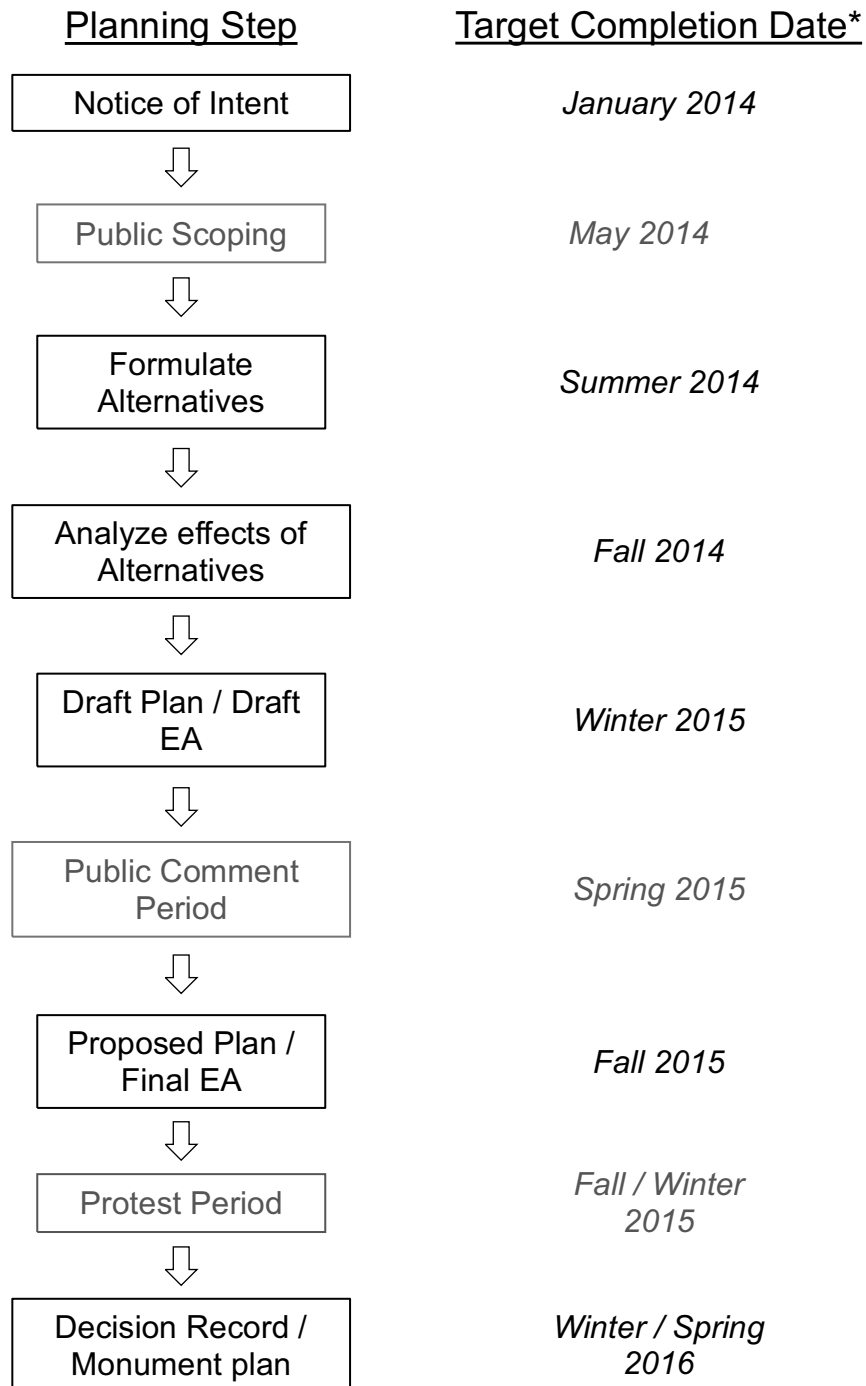 Planning Step Target Completion Date*
Notice of Intent January 2014
Public Scoping May 2014
Formulate
Alternatives
Summer 2014
Analyze effects of
Alternatives
Fall 2014
Draft Plan / Draft
EA
Winter 2015
Public Comment
Period
Spring 2015
Proposed Plan /
Final EA
Fall 2015
Protest Period
Fall / Winter
2015
Decision Record /
Monument plan
Winter / Spring
2016